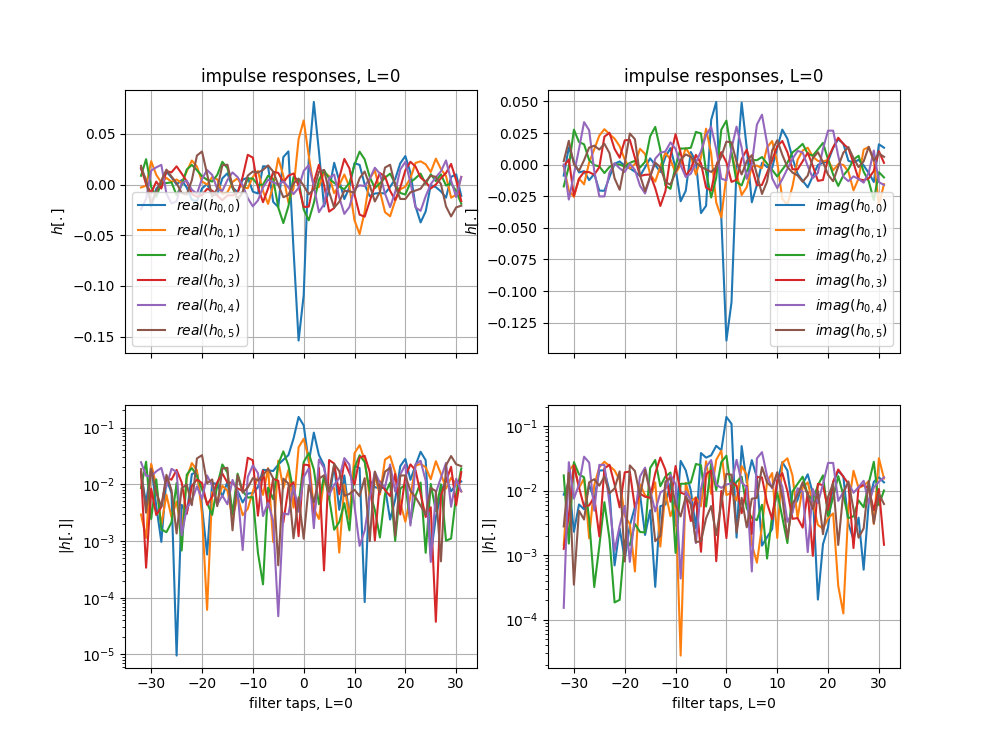 impulse responses, L=0
h[.]
0.05
0.00
−0.05
−0.10
−0.15
real(h0,0)
real(h0,1)
real(h0,2)
real(h0,3)
real(h0,4)
real(h0,5)
impulse responses, L=0
h[.]
0.050
0.025
0.000
−0.025
−0.050
−0.075
−0.100
−0.125
imag(h0,0)
imag(h0,1)
imag(h0,2)
imag(h0,3)
imag(h0,4)
imag(h0,5)
|h[.]|
10−1
10−2
10−3
10−4
10−5
−30 −20 −10 0 10 20 30
filter taps, L=0
|h[.]|
10−1
10−2
10−3
10−4
−30 −20 −10 0 10 20 30
filter taps, L=0